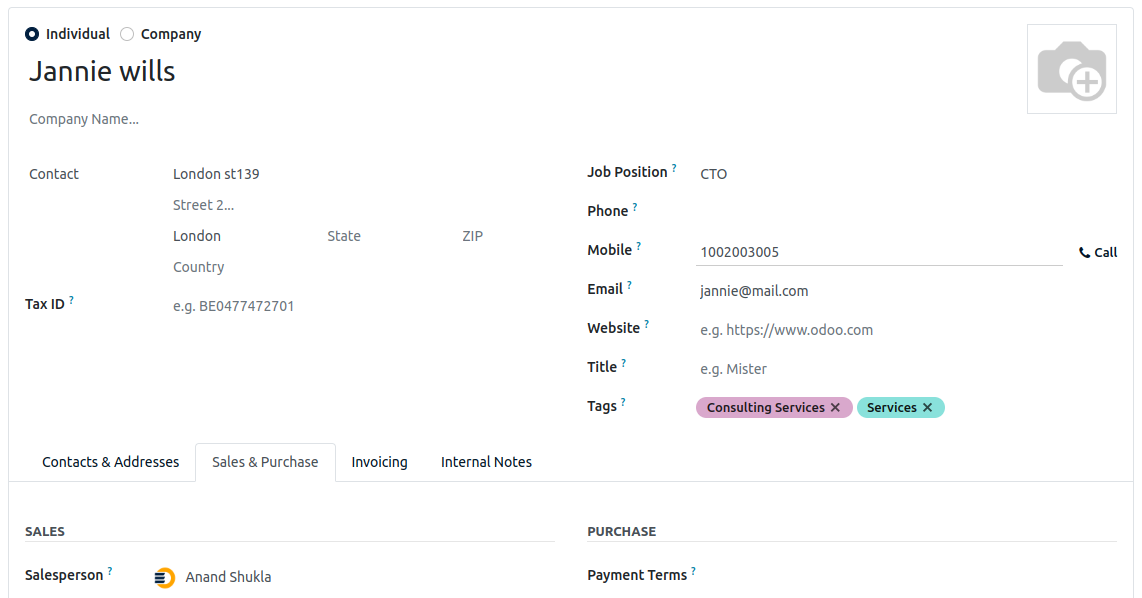 Individual Company
Jannie wills
Company Name...
Contact
London st139
Street 2...
London State ZIP
Country
Tax ID ? e.g. BE0477472701
Job Position ? CTO
Phone ?
Mobile ? 1002003005 Call
Email ? jannie@mail.com
Website ? e.g. https://www.odoo.com
Title ? e.g. Mister
Tags ? Consulting Services × Services ×
Contacts & Addresses Sales & Purchase Invoicing Internal Notes
SALES
Salesperson ? Anand Shukla
PURCHASE
Payment Terms ?